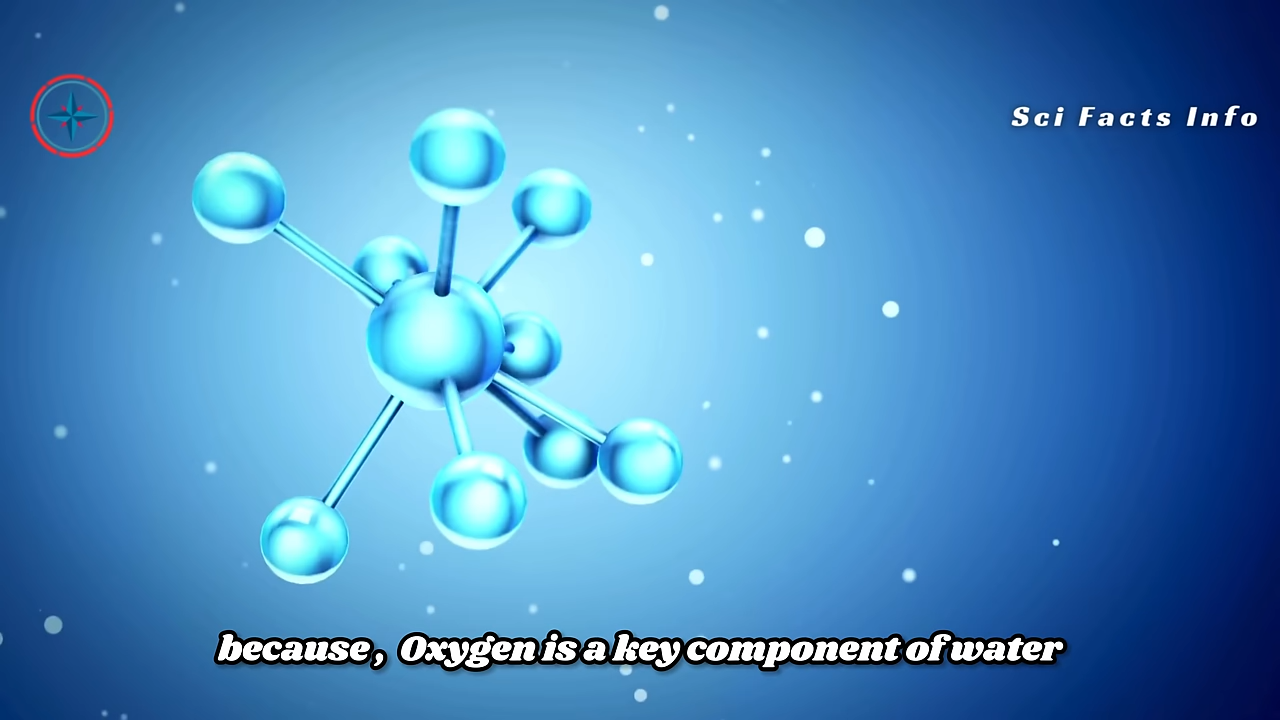 Sci Facts Info
because , Oxygen is a key component of water